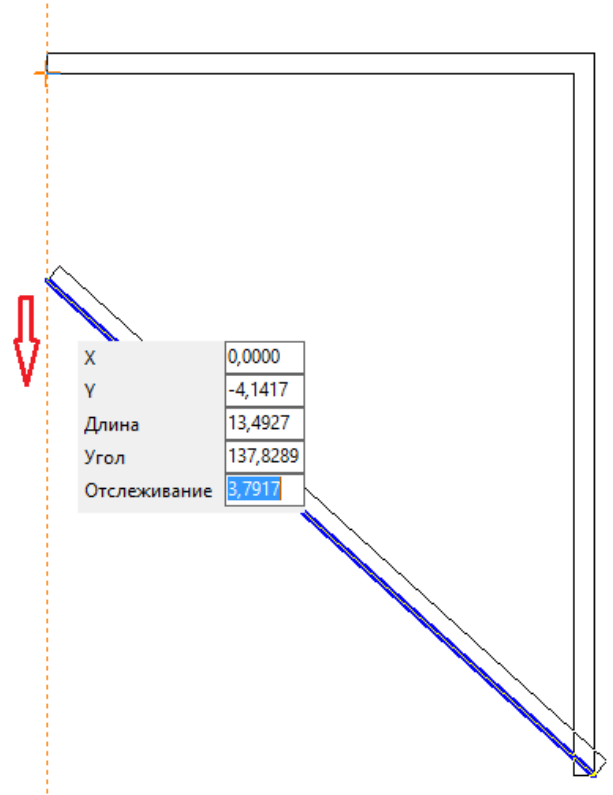 X 0,0000
Y -4,1417
Длина 13,4927
Угол 137,8289
Отслеживание 3,7917